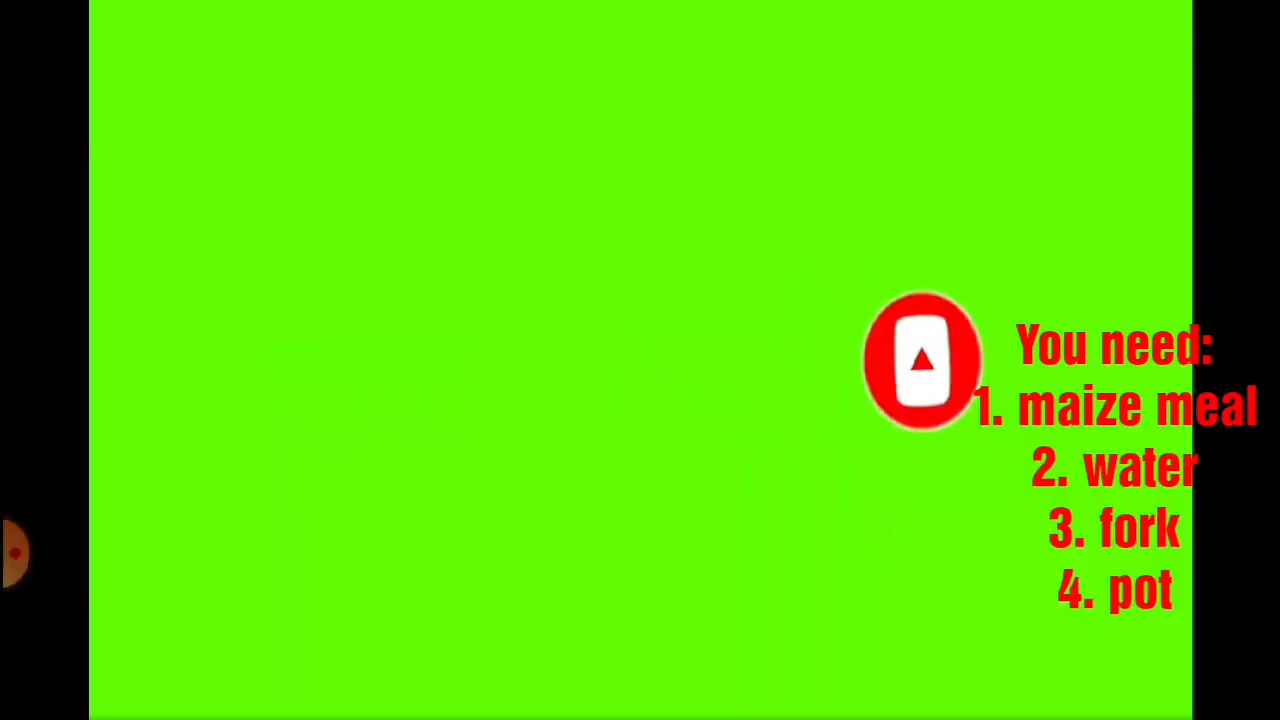 You need:
1. maize meal
2. water
3. fork
4. pot